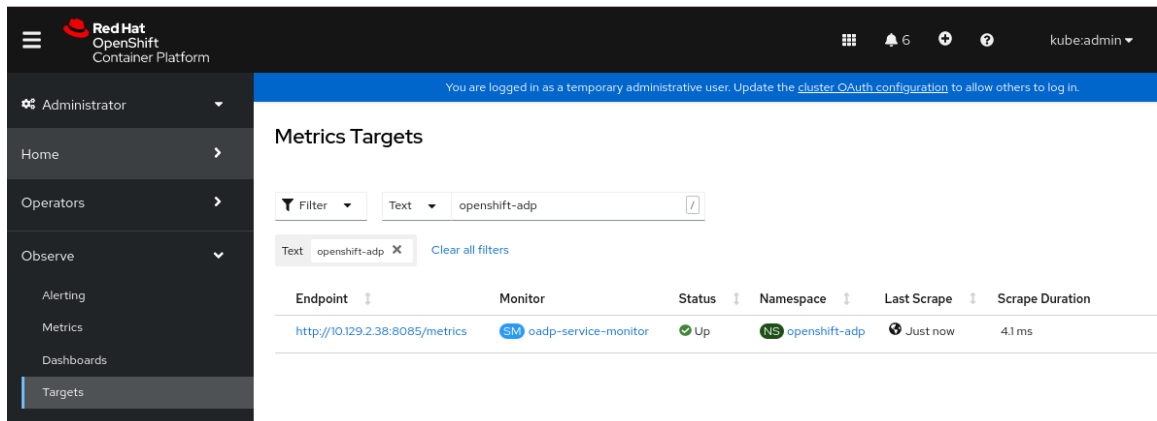 Red Hat
OpenShift
Container Platform
6
kube:admin
Administrator
You are logged in as a temporary administrative user. Update the cluster OAuth configuration to allow others to log in.
Home
Operators
Observe
Alerting
Metrics
Dashboards
Targets
Metrics Targets
Filter Text openshift-adp /
Text openshift-adp Clear all filters
Endpoint Monitor Status Namespace Last Scrape Scrape Duration
http://10.129.2.38:8085/metrics SM oadp-service-monitor Up NS openshift-adp Just now 4.1 ms